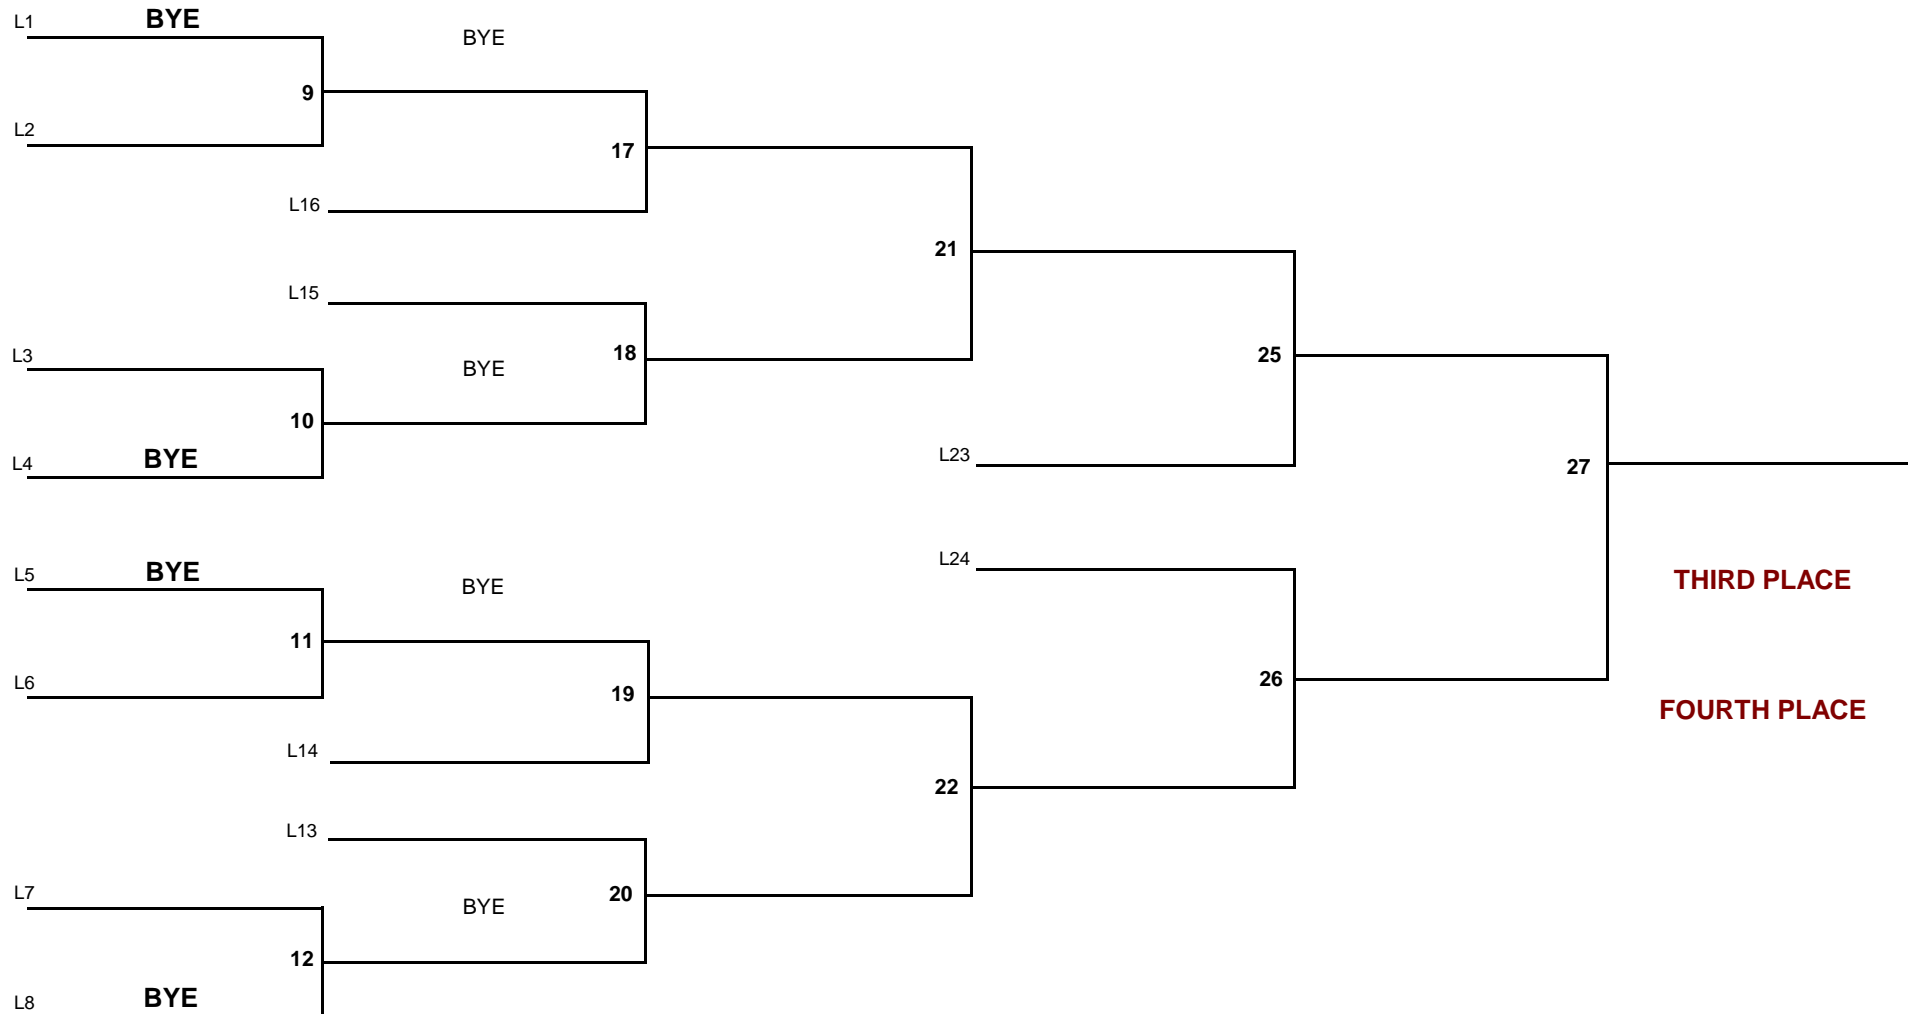 L1 BYE
BYE
9
L2
17
L16
21
L15
L3
18
25
BYE
10
L4 BYE
L23
27
L24
L5 BYE
BYE
THIRD PLACE
11
L6
26
19
FOURTH PLACE
L14
22
L13
L7
20
BYE
12
L8 BYE